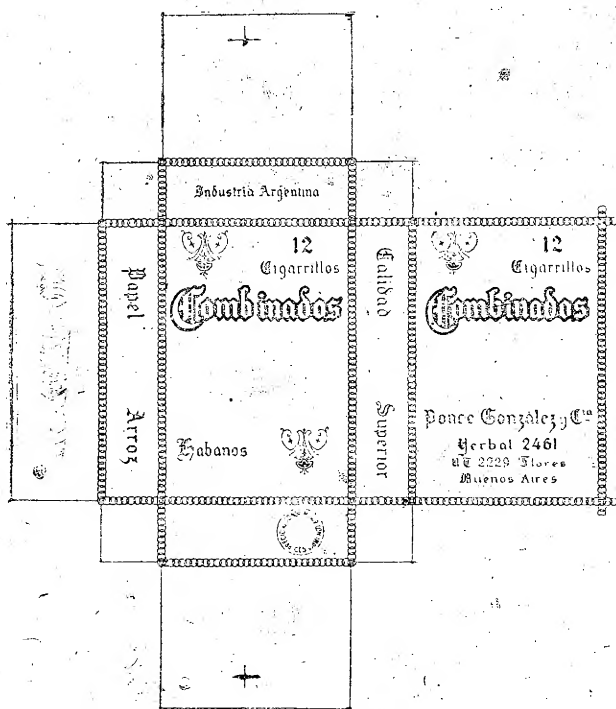 Industria Argentina
Papel Arroz
12
Cigarrillos
Combinados
Habanos
Calidad Superior
12
Cigarrillos
Combinados
Ponce González y Cía
Yerbal 2461
UT 2229 Flores
Buenos Aires